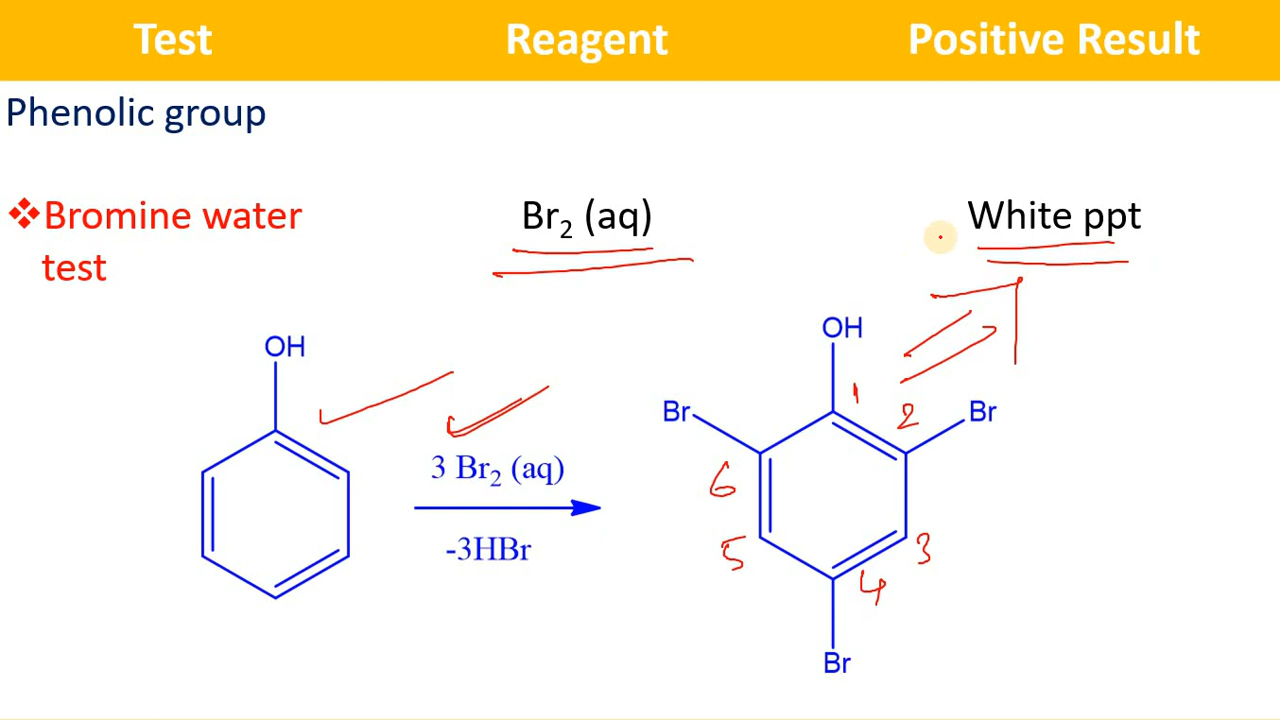 Test Reagent Positive Result
Phenolic group
❖Bromine water Br₂ (aq) White ppt
test
OH
OH
Br Br
1
2
3 Br₂ (aq)
6
-3HBr
5
3
4
Br